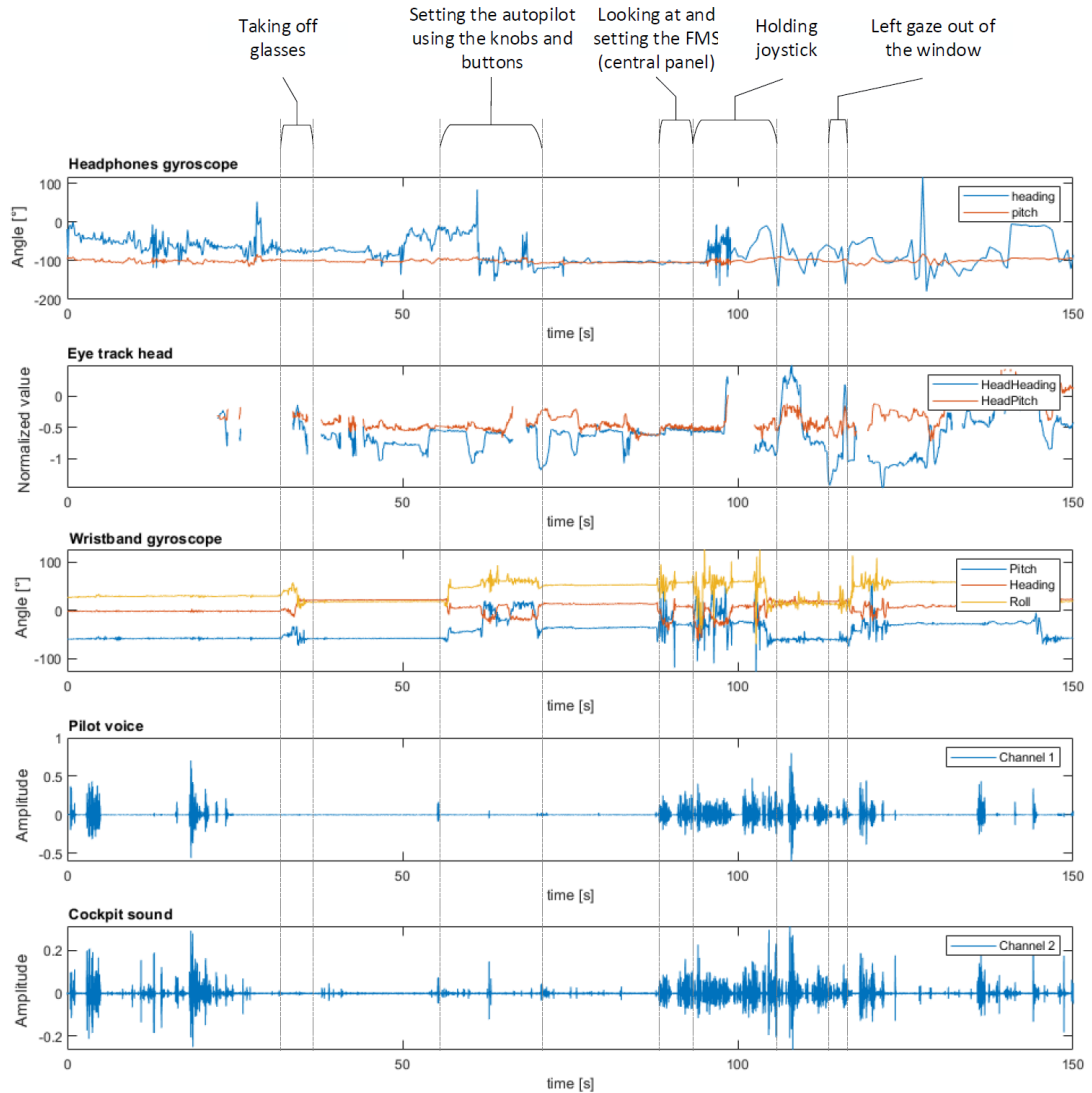 Taking off
glasses
Setting the autopilot
using the knobs and
buttons
Looking at and
setting the FMS
(central panel)
Holding
joystick
Left gaze out of
the window
Headphones gyroscope
Angle [°]
100
0
-100
-200
heading
pitch
0
50
100
150
time [s]
Eye track head
Normalized value
0
-0.5
-1
HeadHeading
HeadPitch
0
50
100
150
time [s]
Wristband gyroscope
Angle [°]
100
0
-100
Pitch
Heading
Roll
0
50
100
150
time [s]
Pilot voice
Amplitude
1
0.5
0
-0.5
Channel 1
0
50
100
150
time [s]
Cockpit sound
Amplitude
0.2
0
-0.2
Channel 2
0
50
100
150
time [s]